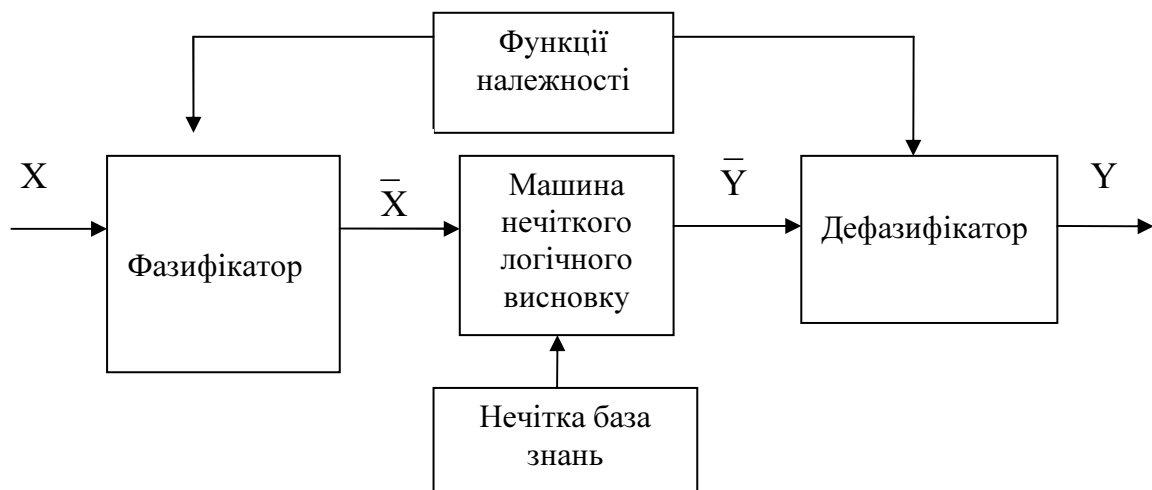 Функції
належності
X
Фазифікатор
X̅
Машина
нечіткого
логічного
висновку
Y̅
Дефазифікатор
Y
Нечітка база
знань